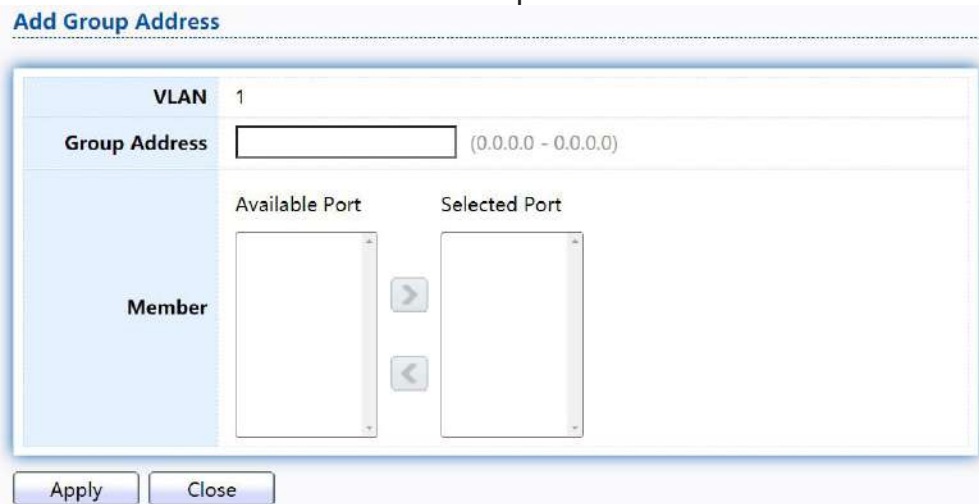 Add Group Address
VLAN 1
Group Address (0.0.0.0 - 0.0.0.0)
Available Port Selected Port
Member
Apply Close